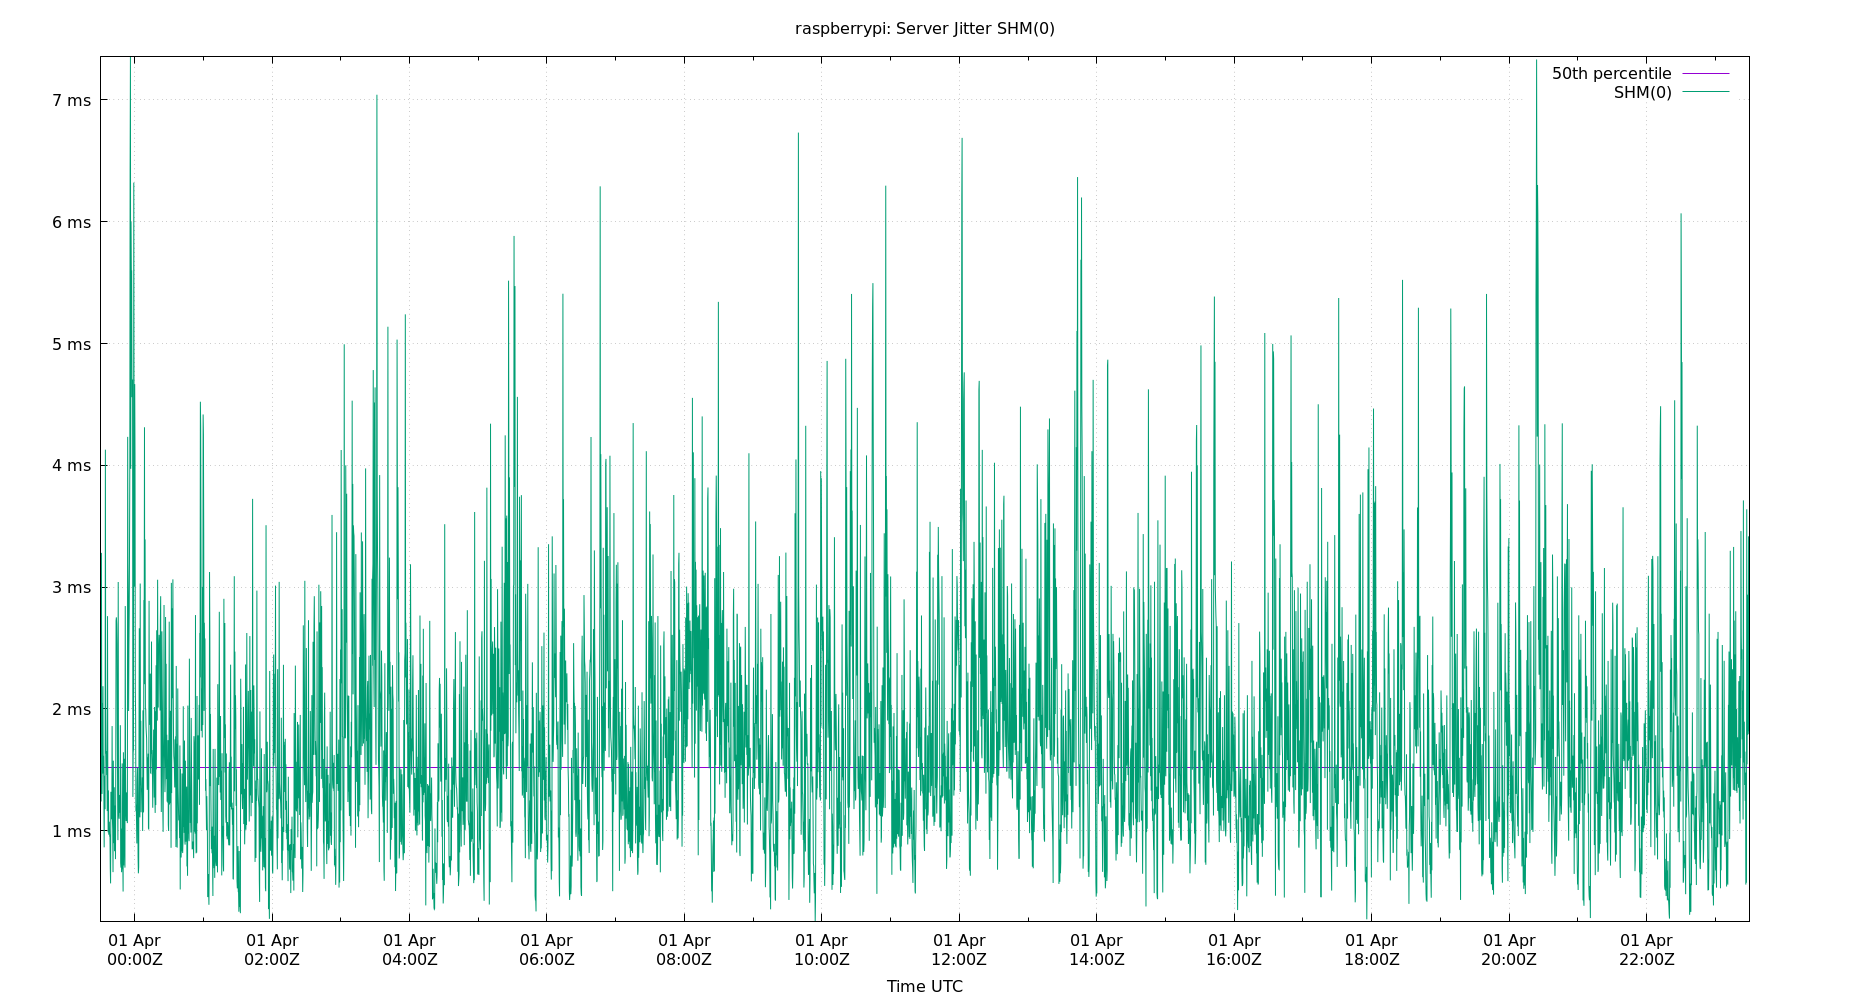 raspberrypi: Server Jitter SHM(0)
50th percentile
SHM(0)
7 ms
6 ms
5 ms
4 ms
3 ms
2 ms
1 ms
01 Apr 01 Apr 01 Apr 01 Apr 01 Apr 01 Apr 01 Apr 01 Apr 01 Apr 01 Apr 01 Apr 01 Apr
00:00Z 02:00Z 04:00Z 06:00Z 08:00Z 10:00Z 12:00Z 14:00Z 16:00Z 18:00Z 20:00Z 22:00Z
Time UTC